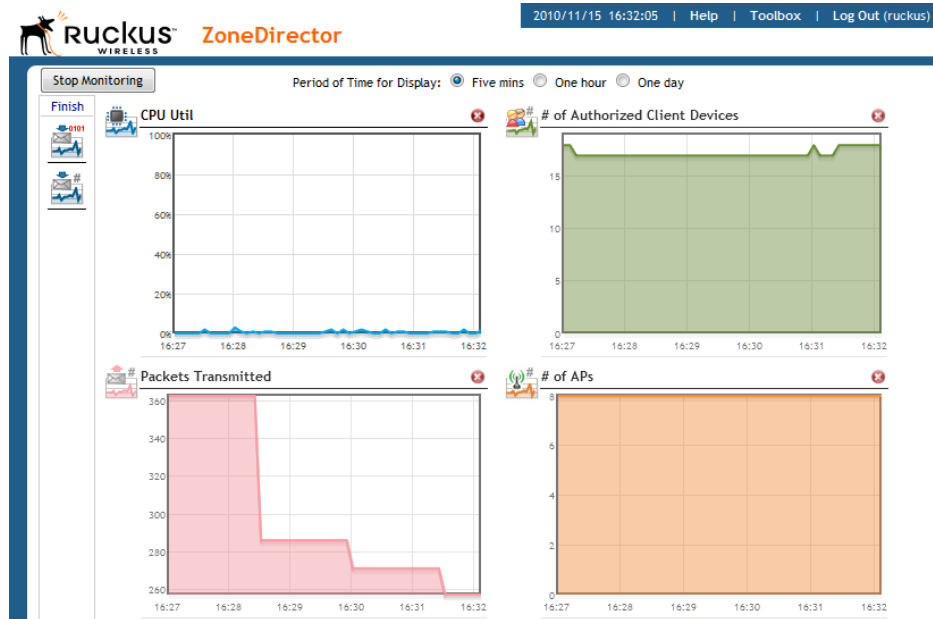 2010/11/15 16:32:05 | Help | Toolbox | Log Out (ruckus)
RUCKUS™ ZoneDirector
WIRELESS
Stop Monitoring Period of Time for Display: Five mins One hour One day
Finish
0101
#
CPU Util
100%
80%
60%
40%
20%
0%
16:27 16:28 16:29 16:30 16:31 16:32
# # of Authorized Client Devices
15
10
5
0
16:27 16:28 16:29 16:30 16:31 16:32
# Packets Transmitted
360
340
320
300
280
260
16:27 16:28 16:29 16:30 16:31 16:32
# # of APs
8
6
4
2
0
16:27 16:28 16:29 16:30 16:31 16:32